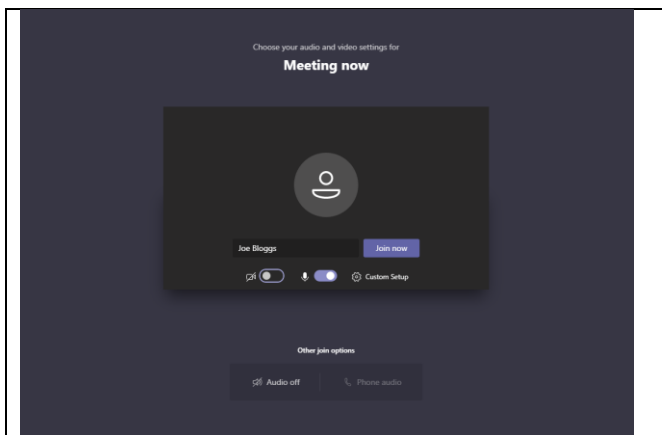 Choose your audio and video settings for
Meeting now
Joe Bloggs
Join now
Custom Setup
Other join options
Audio off
Phone audio